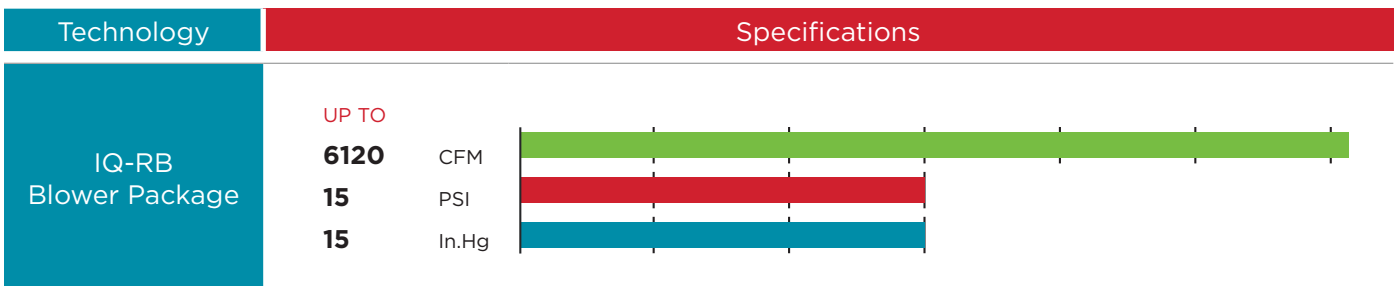 Technology
Specifications
IQ-RB
Blower Package
UP TO
6120 CFM
15 PSI
15 In.Hg